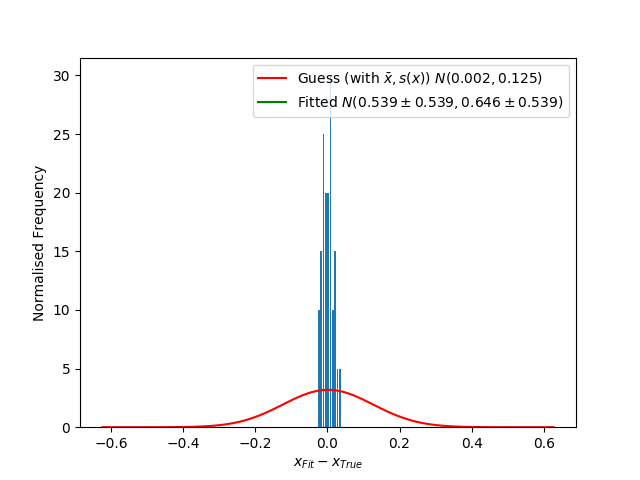 30
25
20
15
10
5
0
Normalised Frequency
Guess (with x̄, s(x)) N(0.002, 0.125)
Fitted N(0.539 ± 0.539, 0.646 ± 0.539)
−0.6 −0.4 −0.2 0.0 0.2 0.4 0.6
x_Fit − x_True